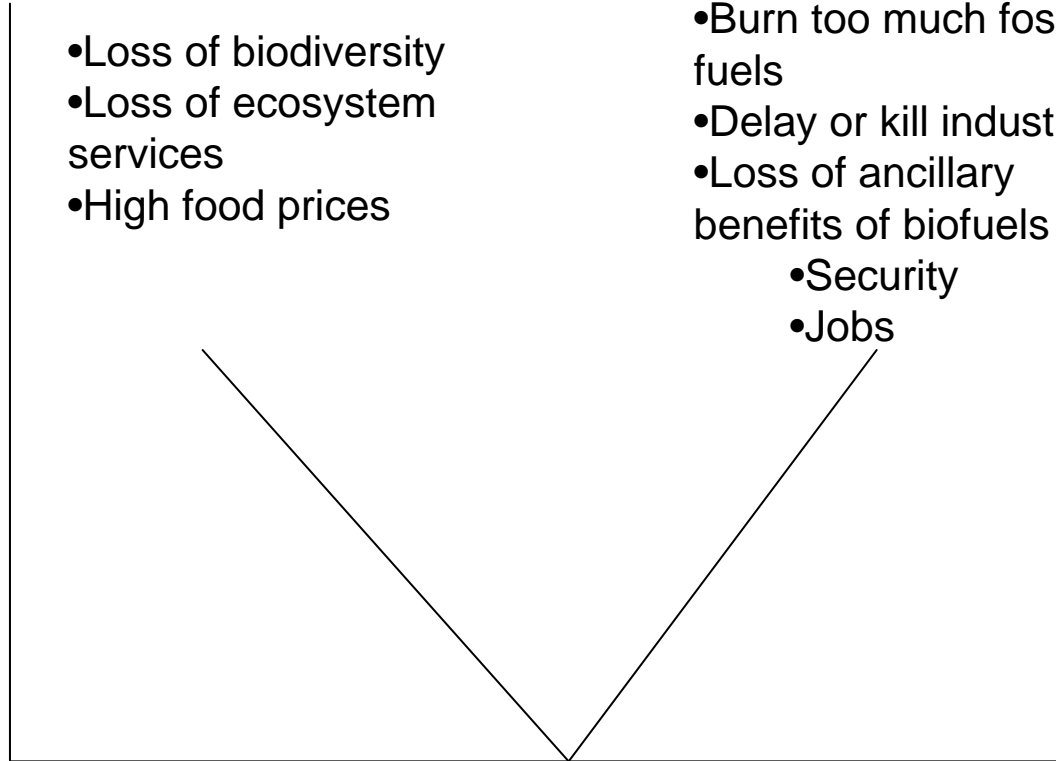 •Loss of biodiversity
•Loss of ecosystem
services
•High food prices
•Burn too much fos
fuels
•Delay or kill indust
•Loss of ancillary
benefits of biofuels
•Security
•Jobs